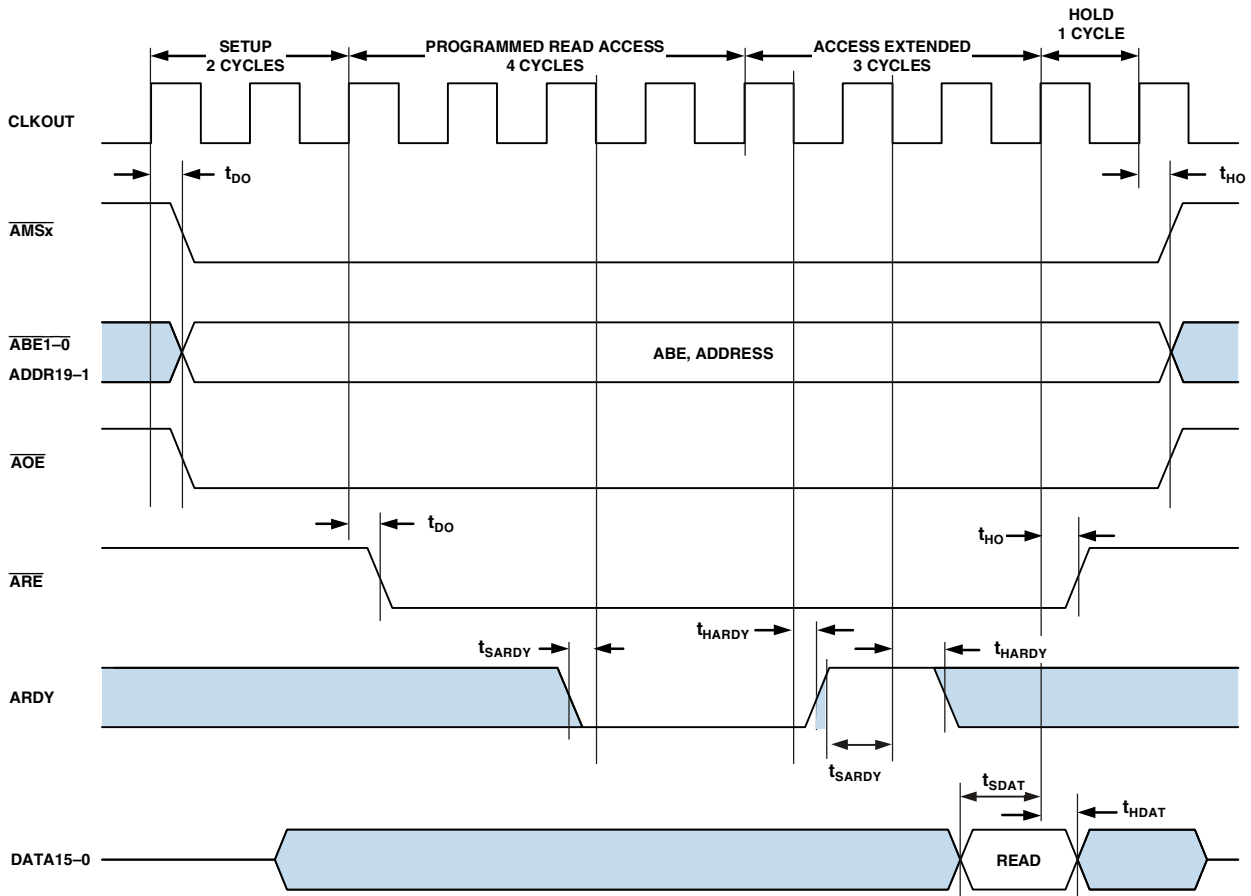 SETUP
2 CYCLES
PROGRAMMED READ ACCESS
4 CYCLES
ACCESS EXTENDED
3 CYCLES
HOLD
1 CYCLE
CLKOUT
tDO
tHO
AMSx
ABE1–0
ADDR19–1
ABE, ADDRESS
AOE
tDO
tHO
ARE
tSARDY
tHARDY
tHARDY
ARDY
tSARDY
tSDAT
tHDAT
DATA15–0
READ